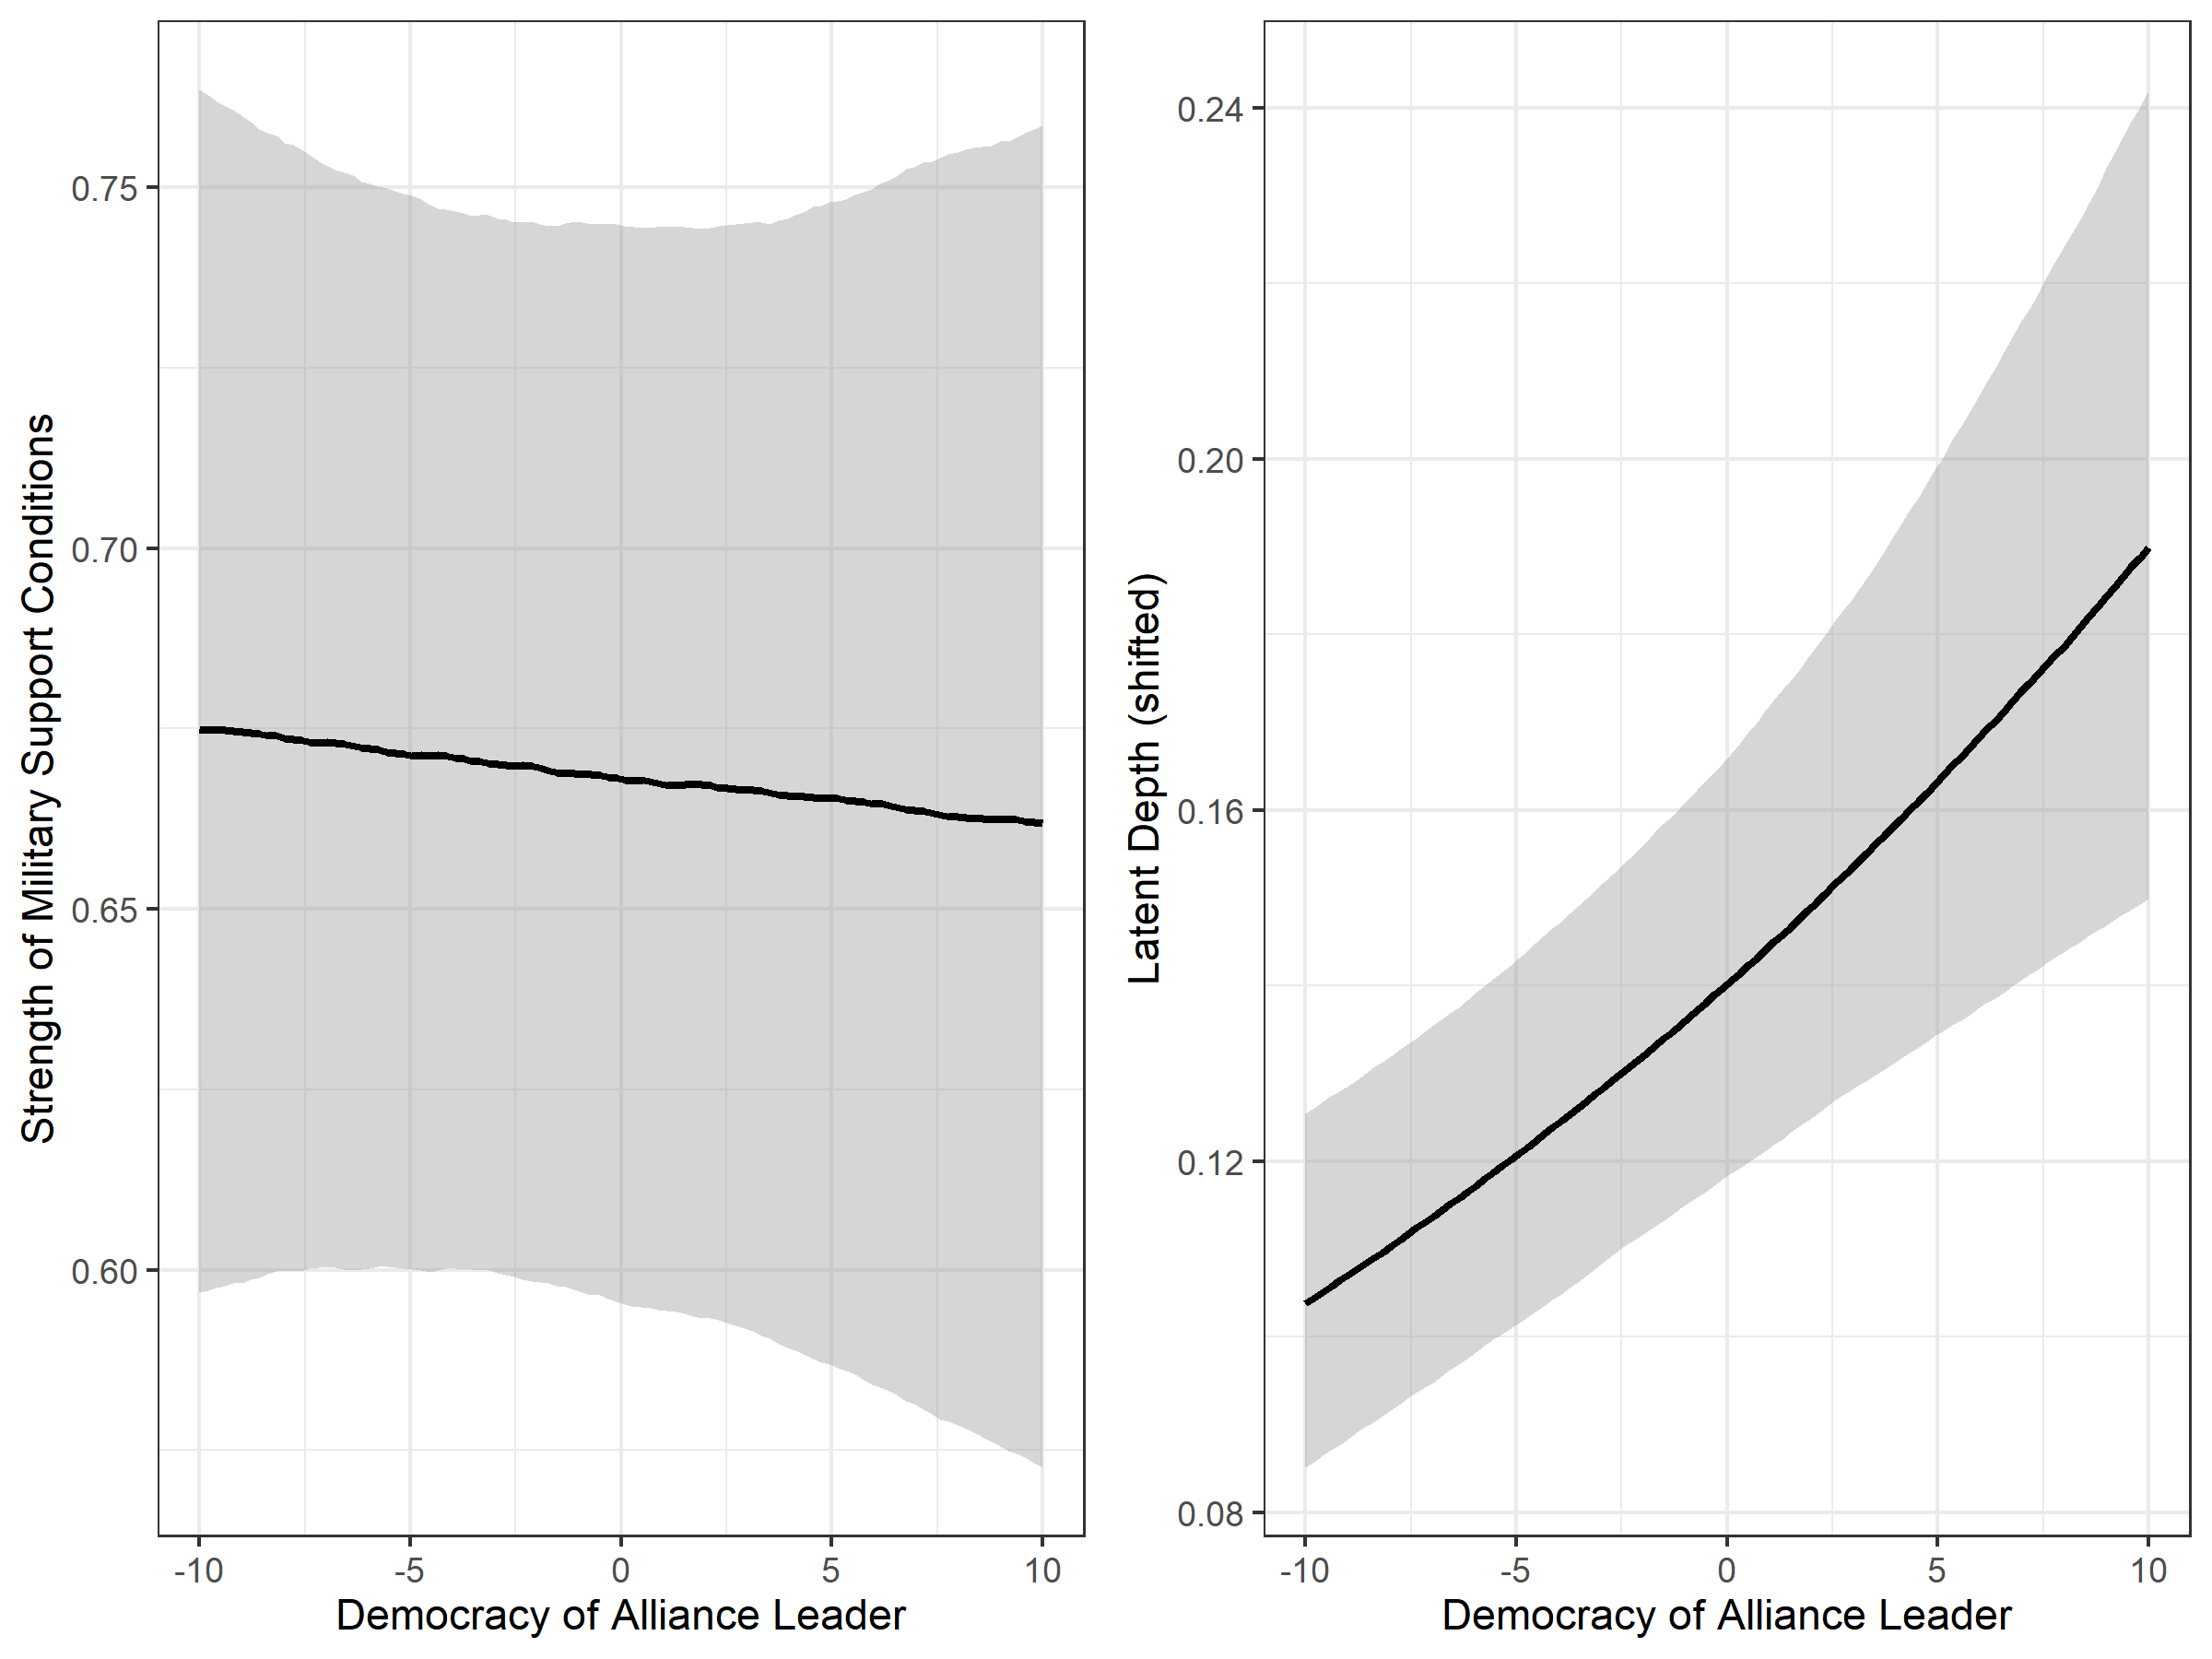 Strength of Military Support Conditions
0.75
0.70
0.65
0.60
-10 -5 0 5 10
Democracy of Alliance Leader
Latent Depth (shifted)
0.24
0.20
0.16
0.12
0.08
-10 -5 0 5 10
Democracy of Alliance Leader